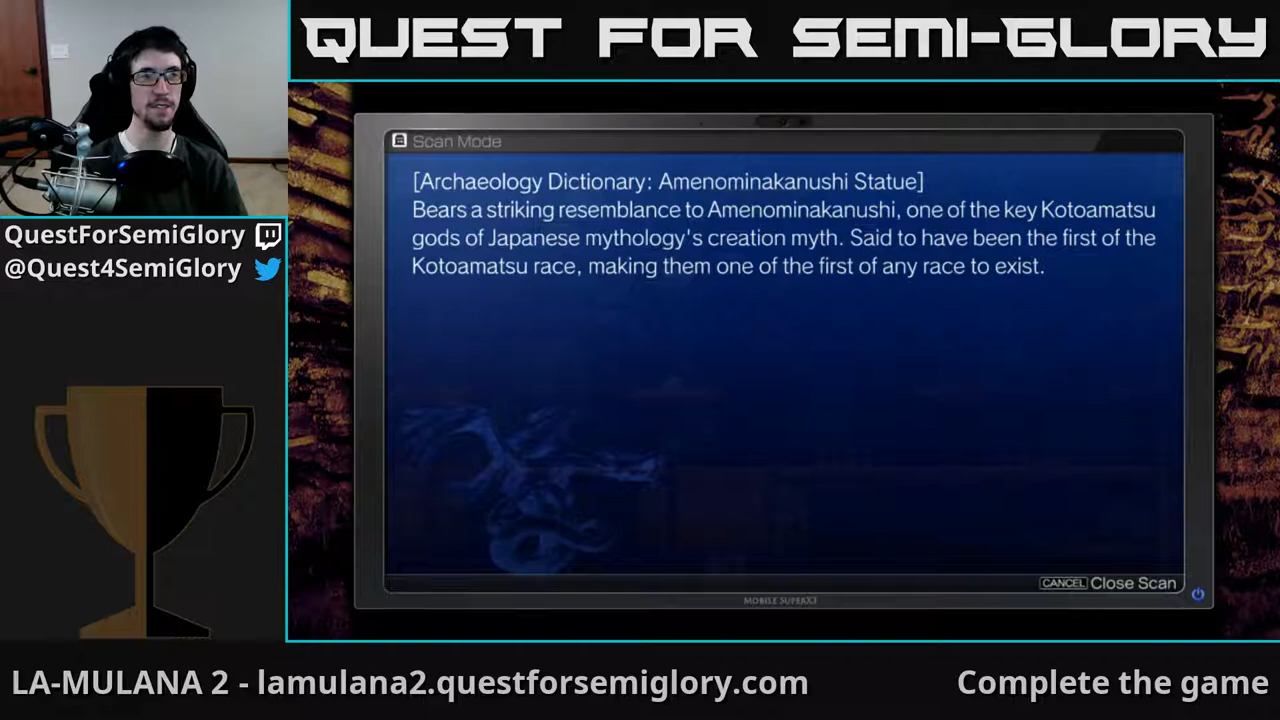 QUEST FOR SEMI-GLORY
Scan Mode
[Archaeology Dictionary: Amenominakanushi Statue]
Bears a striking resemblance to Amenominakanushi, one of the key Kotoamatsu
gods of Japanese mythology's creation myth. Said to have been the first of the
Kotoamatsu race, making them one of the first of any race to exist.
CANCEL Close Scan
MOBILE SUPERX3
QuestForSemiGlory
@Quest4SemiGlory
LA-MULANA 2 - lamulana2.questforsemiglory.com
Complete the game